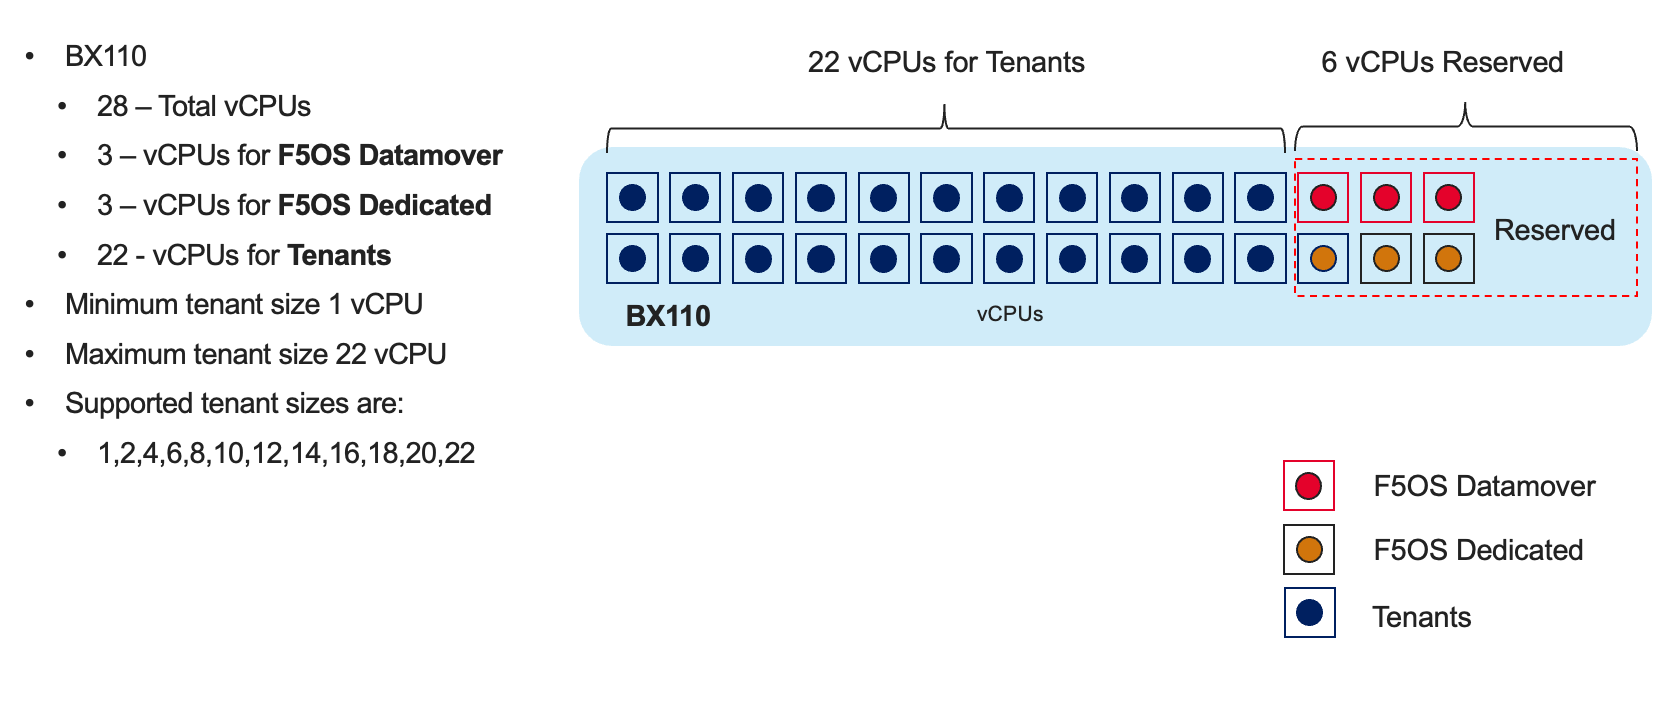 • BX110
• 28 – Total vCPUs
• 3 – vCPUs for F5OS Datamover
• 3 – vCPUs for F5OS Dedicated
• 22 - vCPUs for Tenants
• Minimum tenant size 1 vCPU
• Maximum tenant size 22 vCPU
• Supported tenant sizes are:
• 1,2,4,6,8,10,12,14,16,18,20,22
22 vCPUs for Tenants
6 vCPUs Reserved
Reserved
BX110
vCPUs
F5OS Datamover
F5OS Dedicated
Tenants